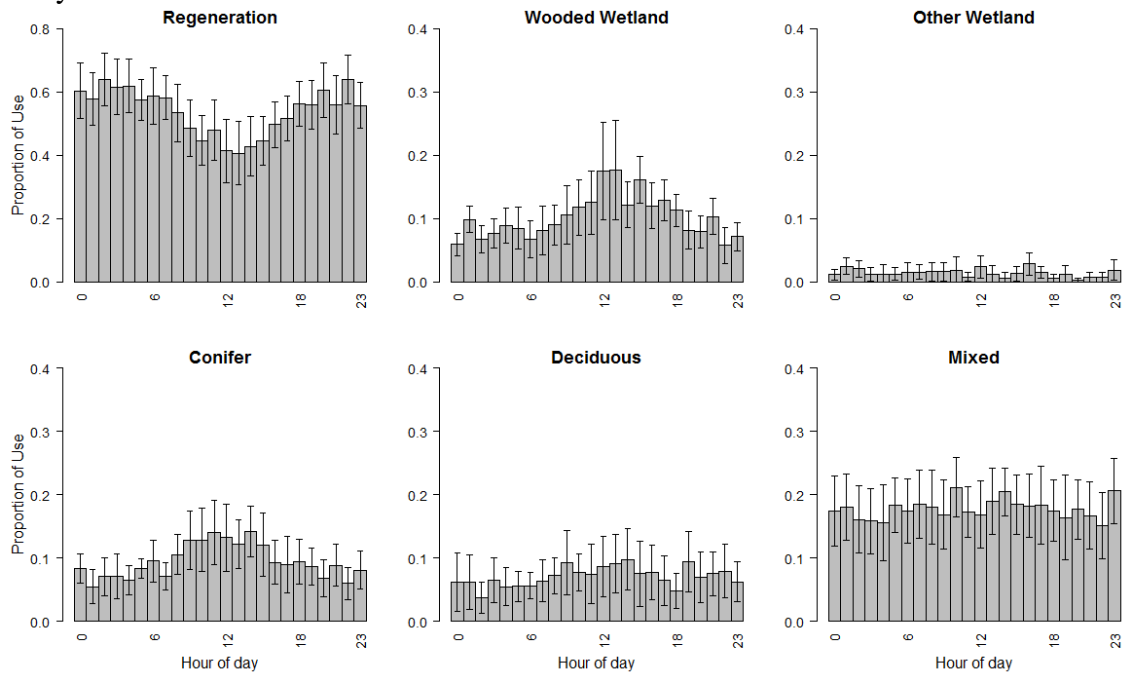 Regeneration
Wooded Wetland
Other Wetland
0.8
0.6
0.4
0.2
0.0
Proportion of Use
0 6 12 18 23
0.4
0.3
0.2
0.1
0.0
0 6 12 18 23
0.4
0.3
0.2
0.1
0.0
0 6 12 18 23
Conifer
Deciduous
Mixed
0.4
0.3
0.2
0.1
0.0
Proportion of Use
0 6 12 18 23
Hour of day
0.4
0.3
0.2
0.1
0.0
0 6 12 18 23
Hour of day
0.4
0.3
0.2
0.1
0.0
0 6 12 18 23
Hour of day